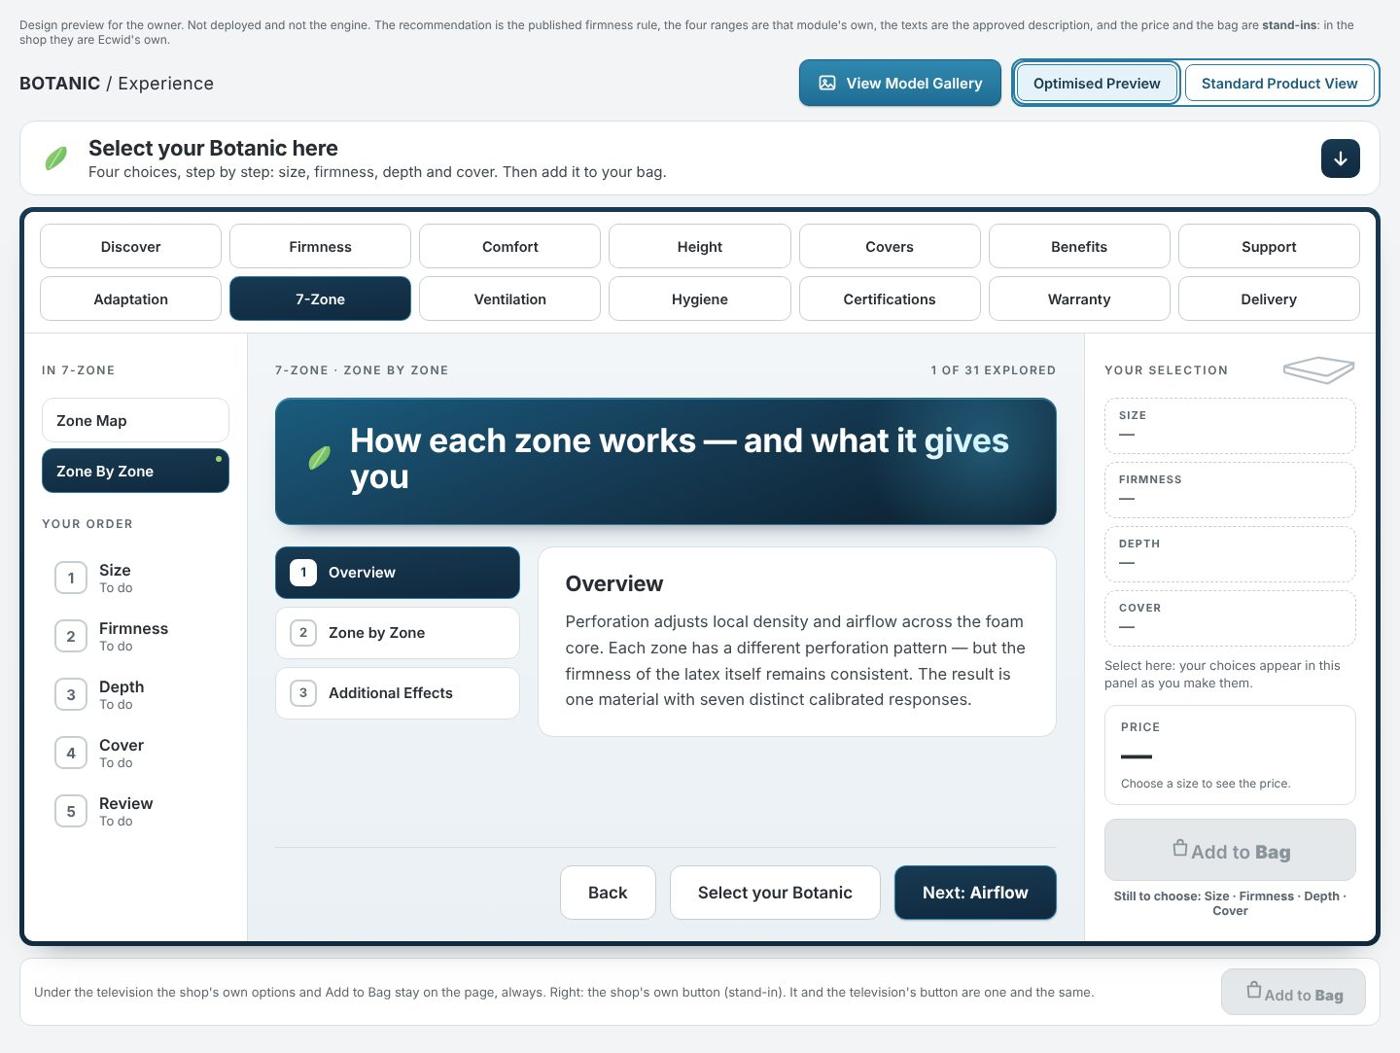 Design preview for the owner. Not deployed and not the engine. The recommendation is the published firmness rule, the four ranges are that module's own, the texts are the approved description, and the price and the bag are stand-ins: in the
shop they are Ecwid's own.
BOTANIC / Experience
View Model Gallery
Optimised Preview
Standard Product View
Select your Botanic here
Four choices, step by step: size, firmness, depth and cover. Then add it to your bag.
Discover
Firmness
Comfort
Height
Covers
Benefits
Support
Adaptation
7-Zone
Ventilation
Hygiene
Certifications
Warranty
Delivery
IN 7-ZONE
Zone Map
Zone By Zone
YOUR ORDER
1 Size
To do
2 Firmness
To do
3 Depth
To do
4 Cover
To do
5 Review
To do
7-ZONE · ZONE BY ZONE
1 OF 31 EXPLORED
How each zone works — and what it gives
you
1 Overview
2 Zone by Zone
3 Additional Effects
Overview
Perforation adjusts local density and airflow across the foam
core. Each zone has a different perforation pattern — but the
firmness of the latex itself remains consistent. The result is
one material with seven distinct calibrated responses.
Back
Select your Botanic
Next: Airflow
YOUR SELECTION
SIZE
—
FIRMNESS
—
DEPTH
—
COVER
—
Select here: your choices appear in this
panel as you make them.
PRICE
—
Choose a size to see the price.
Add to Bag
Still to choose: Size · Firmness · Depth ·
Cover
Under the television the shop's own options and Add to Bag stay on the page, always. Right: the shop's own button (stand-in). It and the television's button are one and the same.
Add to Bag